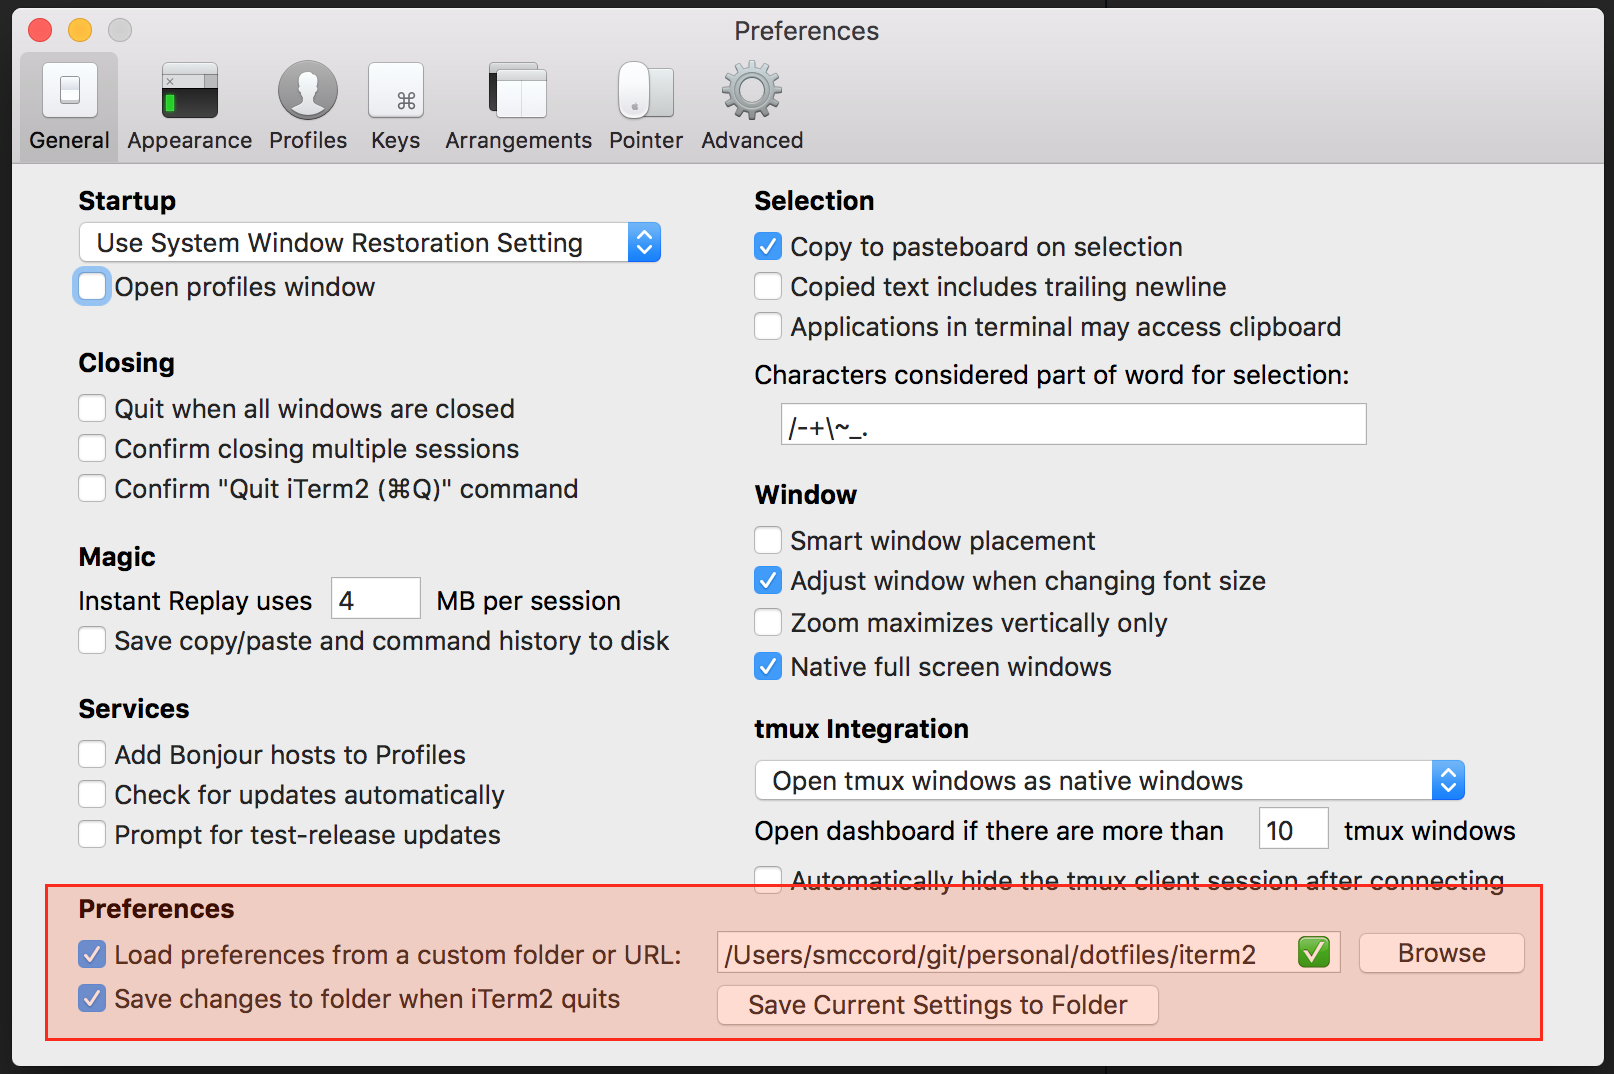 Preferences
General
Appearance
Profiles
⌘
Keys
Arrangements
Pointer
Advanced
Startup
Use System Window Restoration Setting
Open profiles window
Closing
Quit when all windows are closed
Confirm closing multiple sessions
Confirm "Quit iTerm2 (⌘Q)" command
Magic
Instant Replay uses 4 MB per session
Save copy/paste and command history to disk
Services
Add Bonjour hosts to Profiles
Check for updates automatically
Prompt for test-release updates
Selection
Copy to pasteboard on selection
Copied text includes trailing newline
Applications in terminal may access clipboard
Characters considered part of word for selection:
/-+\~_.
Window
Smart window placement
Adjust window when changing font size
Zoom maximizes vertically only
Native full screen windows
tmux Integration
Open tmux windows as native windows
Open dashboard if there are more than 10 tmux windows
Automatically hide the tmux client session after connecting
Preferences
Load preferences from a custom folder or URL: /Users/smccord/git/personal/dotfiles/iterm2 Browse
Save changes to folder when iTerm2 quits Save Current Settings to Folder